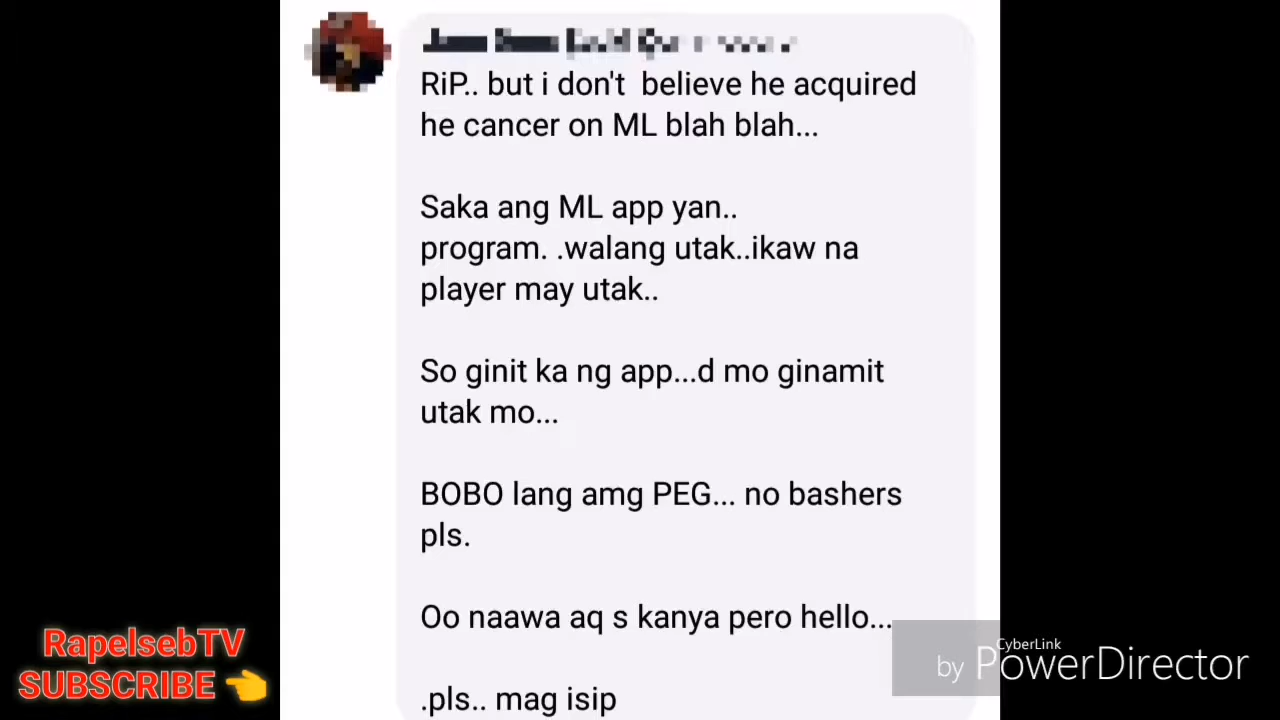 RiP.. but i don't believe he acquired
he cancer on ML blah blah...
Saka ang ML app yan..
program. .walang utak..ikaw na
player may utak..
So ginit ka ng app...d mo ginamit
utak mo...
BOBO lang amg PEG... no bashers
pls.
Oo naawa aq s kanya pero hello...
.pls.. mag isip
RapelsebTV
SUBSCRIBE 👈
CyberLink
by PowerDirector